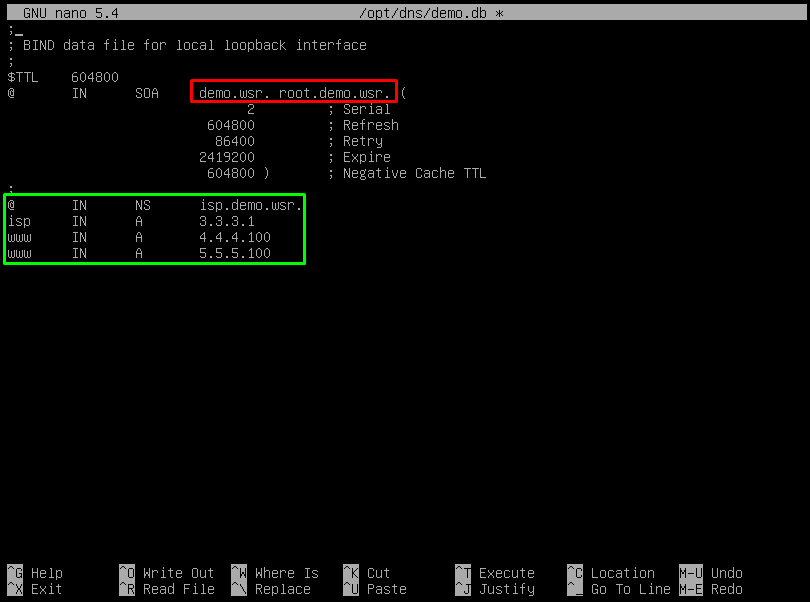 GNU nano 5.4 /opt/dns/demo.db *
;
; BIND data file for local loopback interface
;
$TTL 604800
@ IN SOA demo.wsr. root.demo.wsr. (
2 ; Serial
604800 ; Refresh
86400 ; Retry
2419200 ; Expire
604800 ) ; Negative Cache TTL
;
@ IN NS isp.demo.wsr.
isp IN A 3.3.3.1
www IN A 4.4.4.100
www IN A 5.5.5.100
^G Help ^O Write Out ^W Where Is ^K Cut ^T Execute ^C Location M-U Undo
^X Exit ^R Read File ^\ Replace ^U Paste ^J Justify ^_ Go To Line M-E Redo